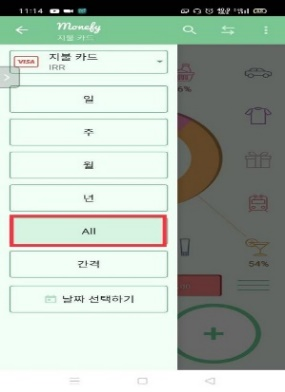 11:14
Monefy
지불 카드
VISA
지불 카드
IRR
일
주
월
년
All
간격
날짜 선택하기
6%
54%